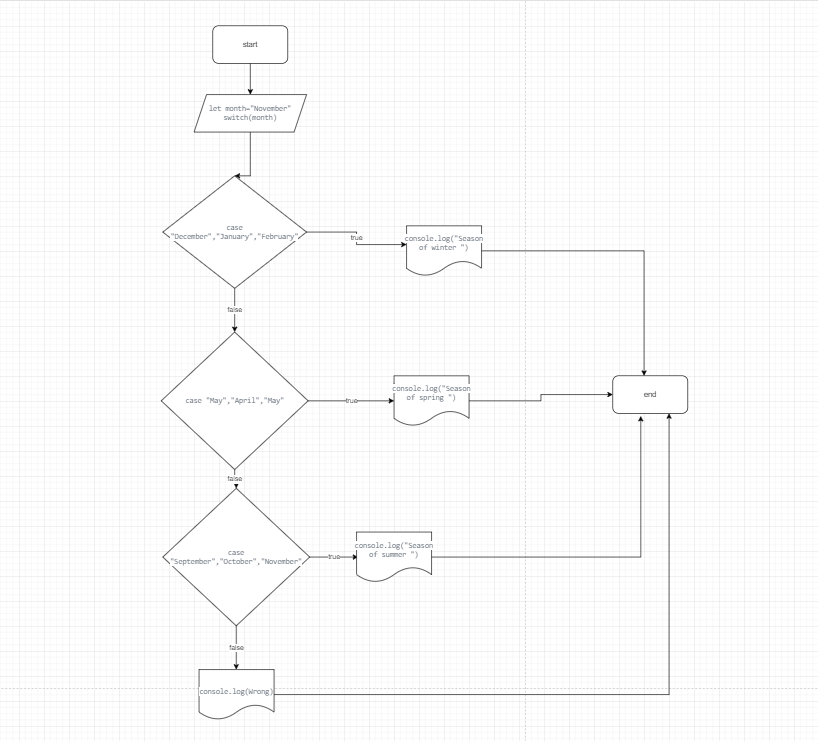 start
let month="November"
switch(month)
case
"December","January","February"
true
console.log("Season
of winter ")
false
case "May","April","May"
true
console.log("Season
of spring ")
end
false
case
"September","October","November"
true
console.log("Season
of summer ")
false
console.log(Wrong)